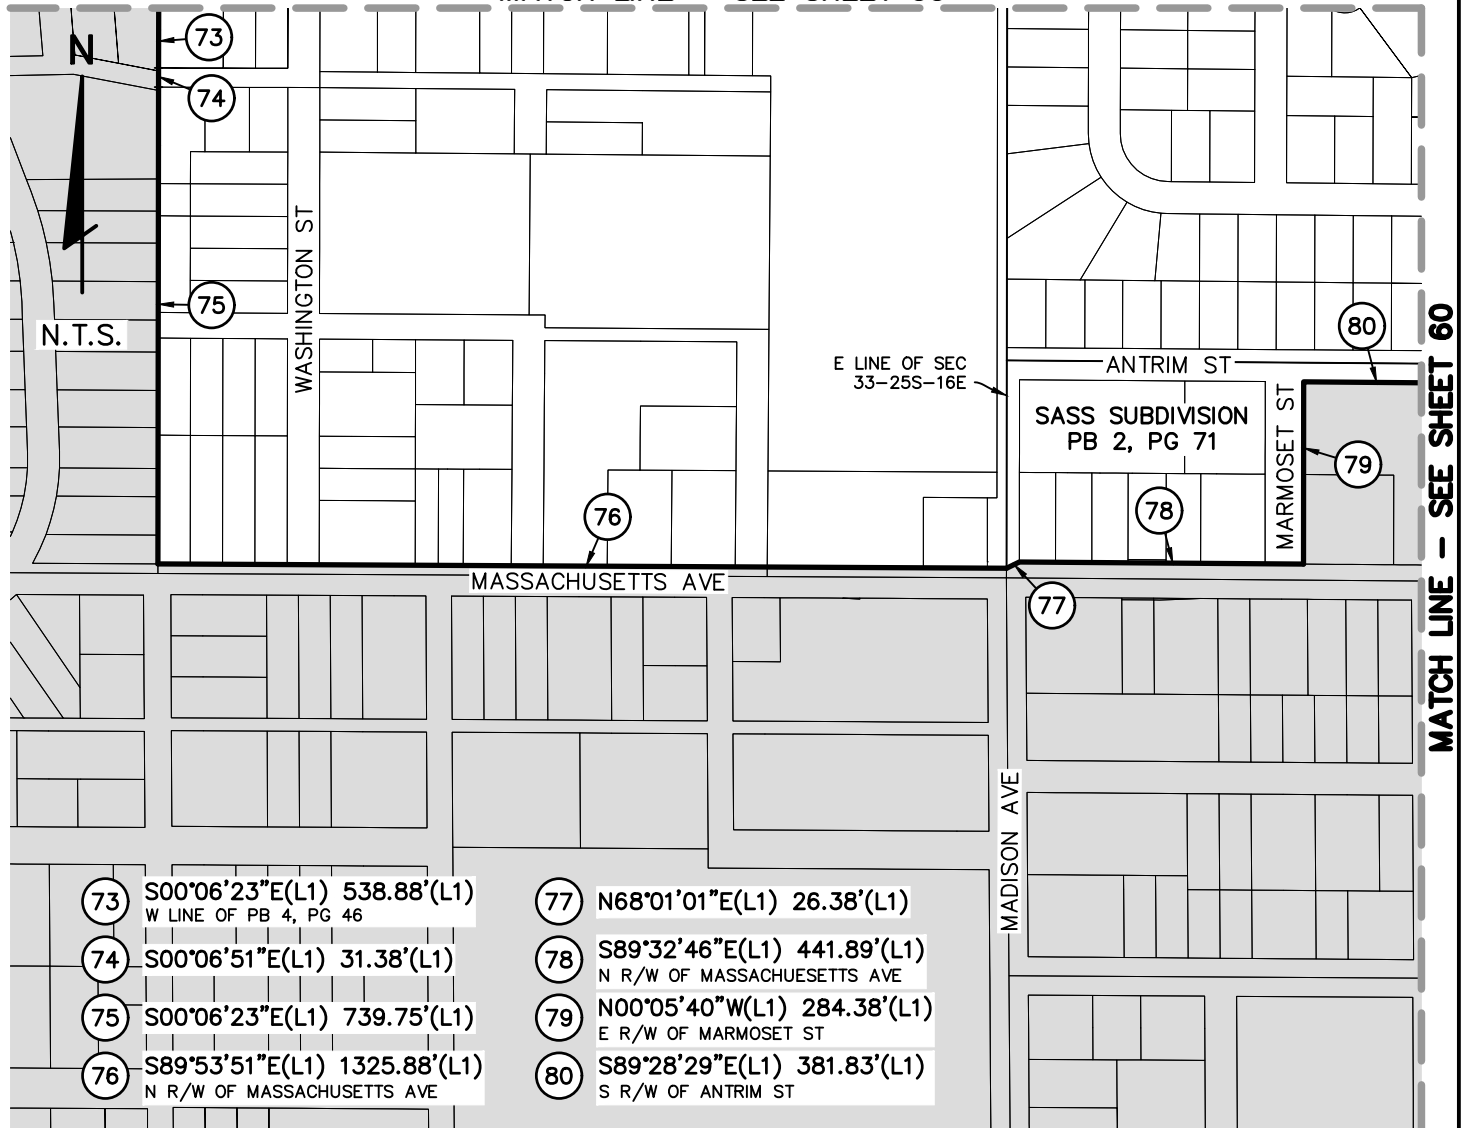 MATCH LINE - SEE SHEET 60
N
N.T.S.
73
74
75
WASHINGTON ST
E LINE OF SEC
33-25S-16E
ANTRIM ST
80
SASS SUBDIVISION
PB 2, PG 71
MARMOSET ST
79
76
78
77
MASSACHUSETTS AVE
MADISON AVE
73 S00°06'23"E(L1) 538.88'(L1)
W LINE OF PB 4, PG 46
74 S00°06'51"E(L1) 31.38'(L1)
75 S00°06'23"E(L1) 739.75'(L1)
76 S89°53'51"E(L1) 1325.88'(L1)
N R/W OF MASSACHUSETTS AVE
77 N68°01'01"E(L1) 26.38'(L1)
78 S89°32'46"E(L1) 441.89'(L1)
N R/W OF MASSACHUESETTS AVE
79 N00°05'40"W(L1) 284.38'(L1)
E R/W OF MARMOSET ST
80 S89°28'29"E(L1) 381.83'(L1)
S R/W OF ANTRIM ST